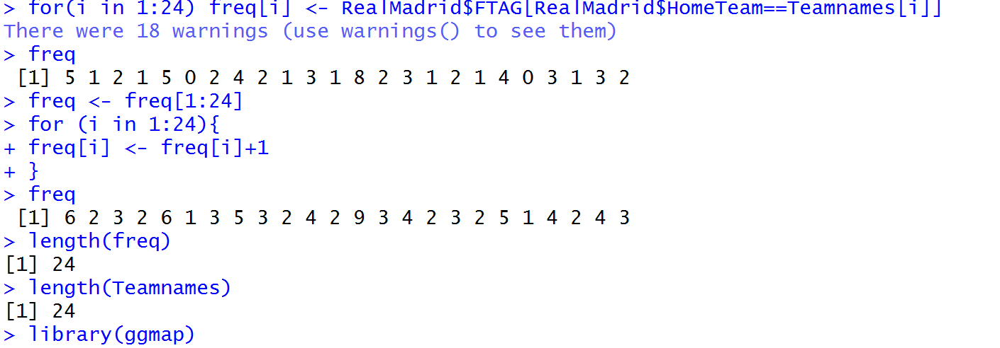 > for(i in 1:24) freq[i] <- RealMadrid$FTAG[RealMadrid$HomeTeam==Teamnames[i]]
There were 18 warnings (use warnings() to see them)
> freq
[1] 5 1 2 1 5 0 2 4 2 1 3 1 8 2 3 1 2 1 4 0 3 1 3 2
> freq <- freq[1:24]
> for (i in 1:24){
+ freq[i] <- freq[i]+1
+ }
> freq
[1] 6 2 3 2 6 1 3 5 3 2 4 2 9 3 4 2 3 2 5 1 4 2 4 3
> length(freq)
[1] 24
> length(Teamnames)
[1] 24
> library(ggmap)